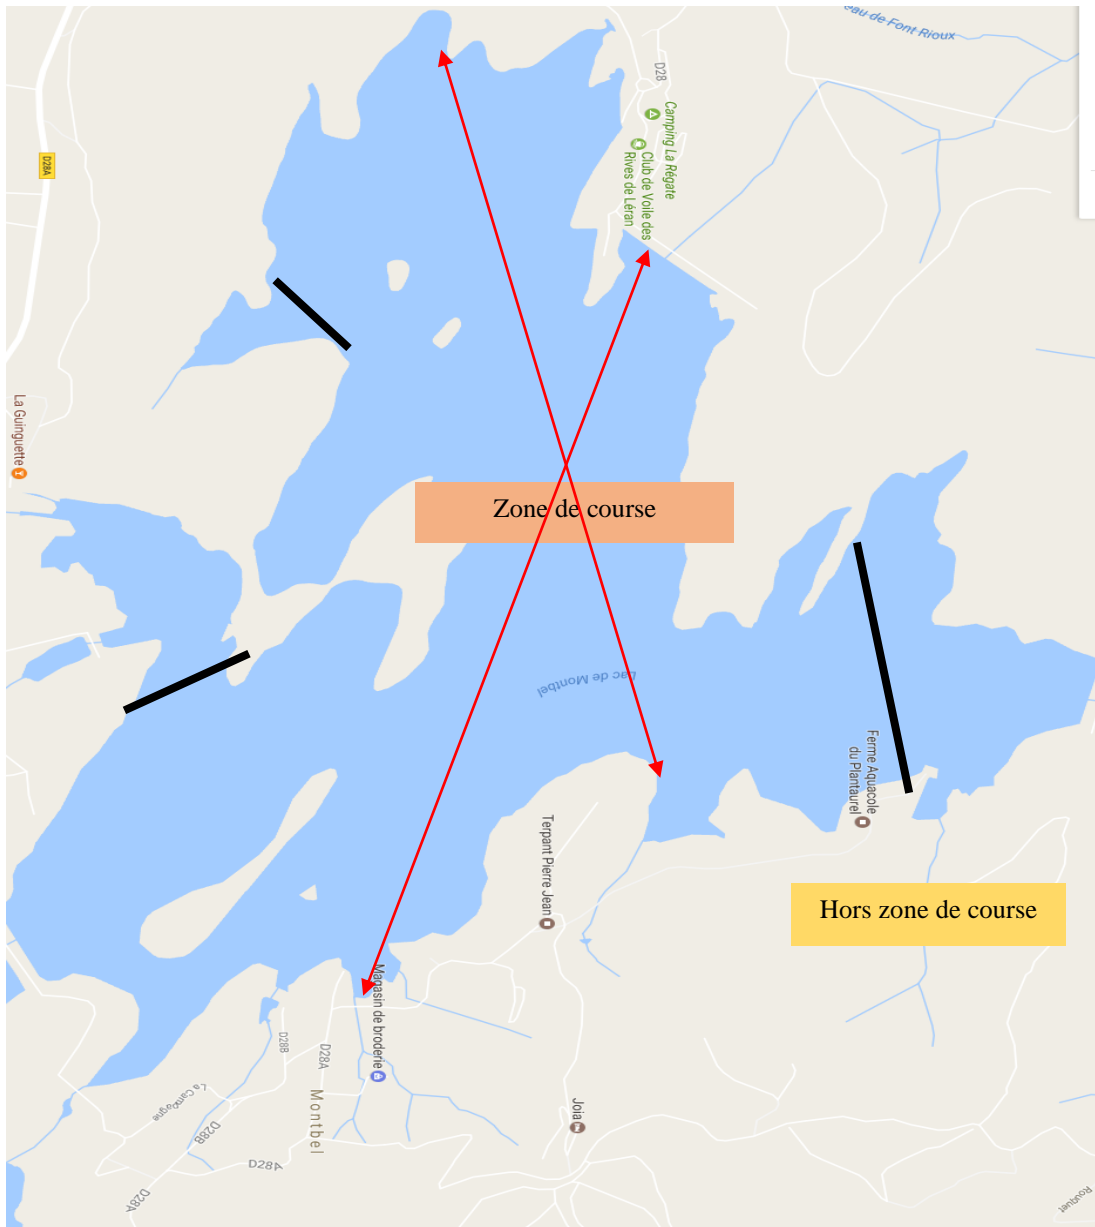 eau de Font Rioux
D28
Camping La Régate
Club de Voile des
Rives de Léran
D28A
La Guinguette
Zone de course
Lac de Montbel
Ferme Aquacole
du Plantaurel
Terpant Pierre Jean
Hors zone de course
Magasin de broderie
D28B
D28A
Montbel
La Campagne
D28B
D28A
D28A
Joia
Rouquet